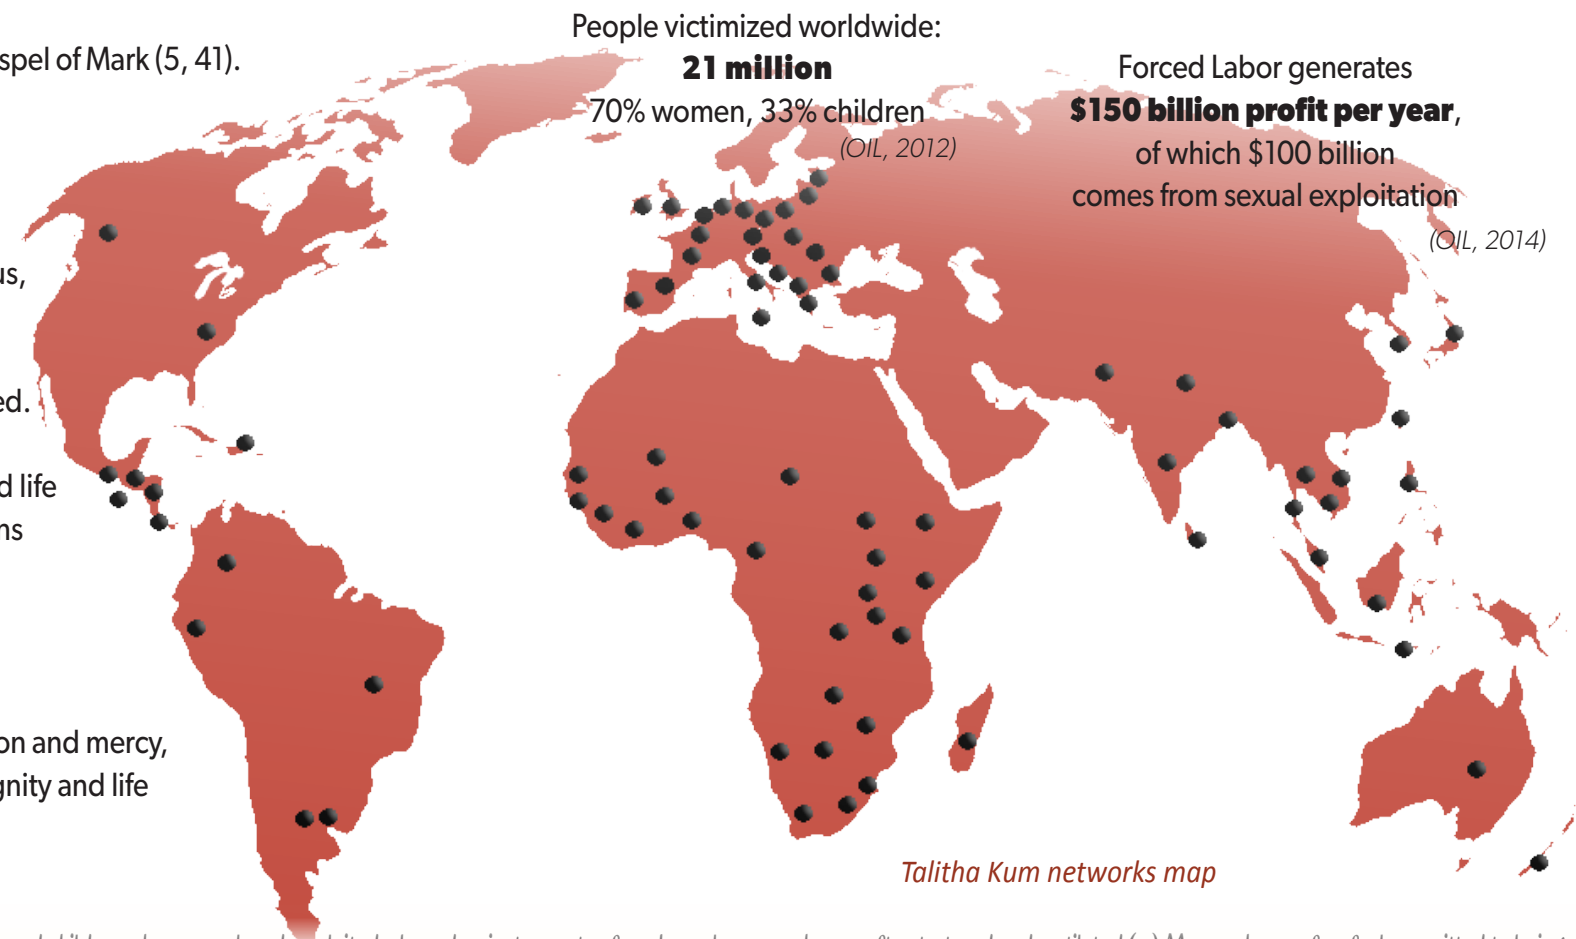 spel of Mark (5, 41).
us,
ed.
d life
ns
on and mercy,
gnity and life
People victimized worldwide:
21 million
70% women, 33% children
(OIL, 2012)
Forced Labor generates
$150 billion profit per year,
of which $100 billion
comes from sexual exploitation
(OIL, 2014)
Talitha Kum networks map